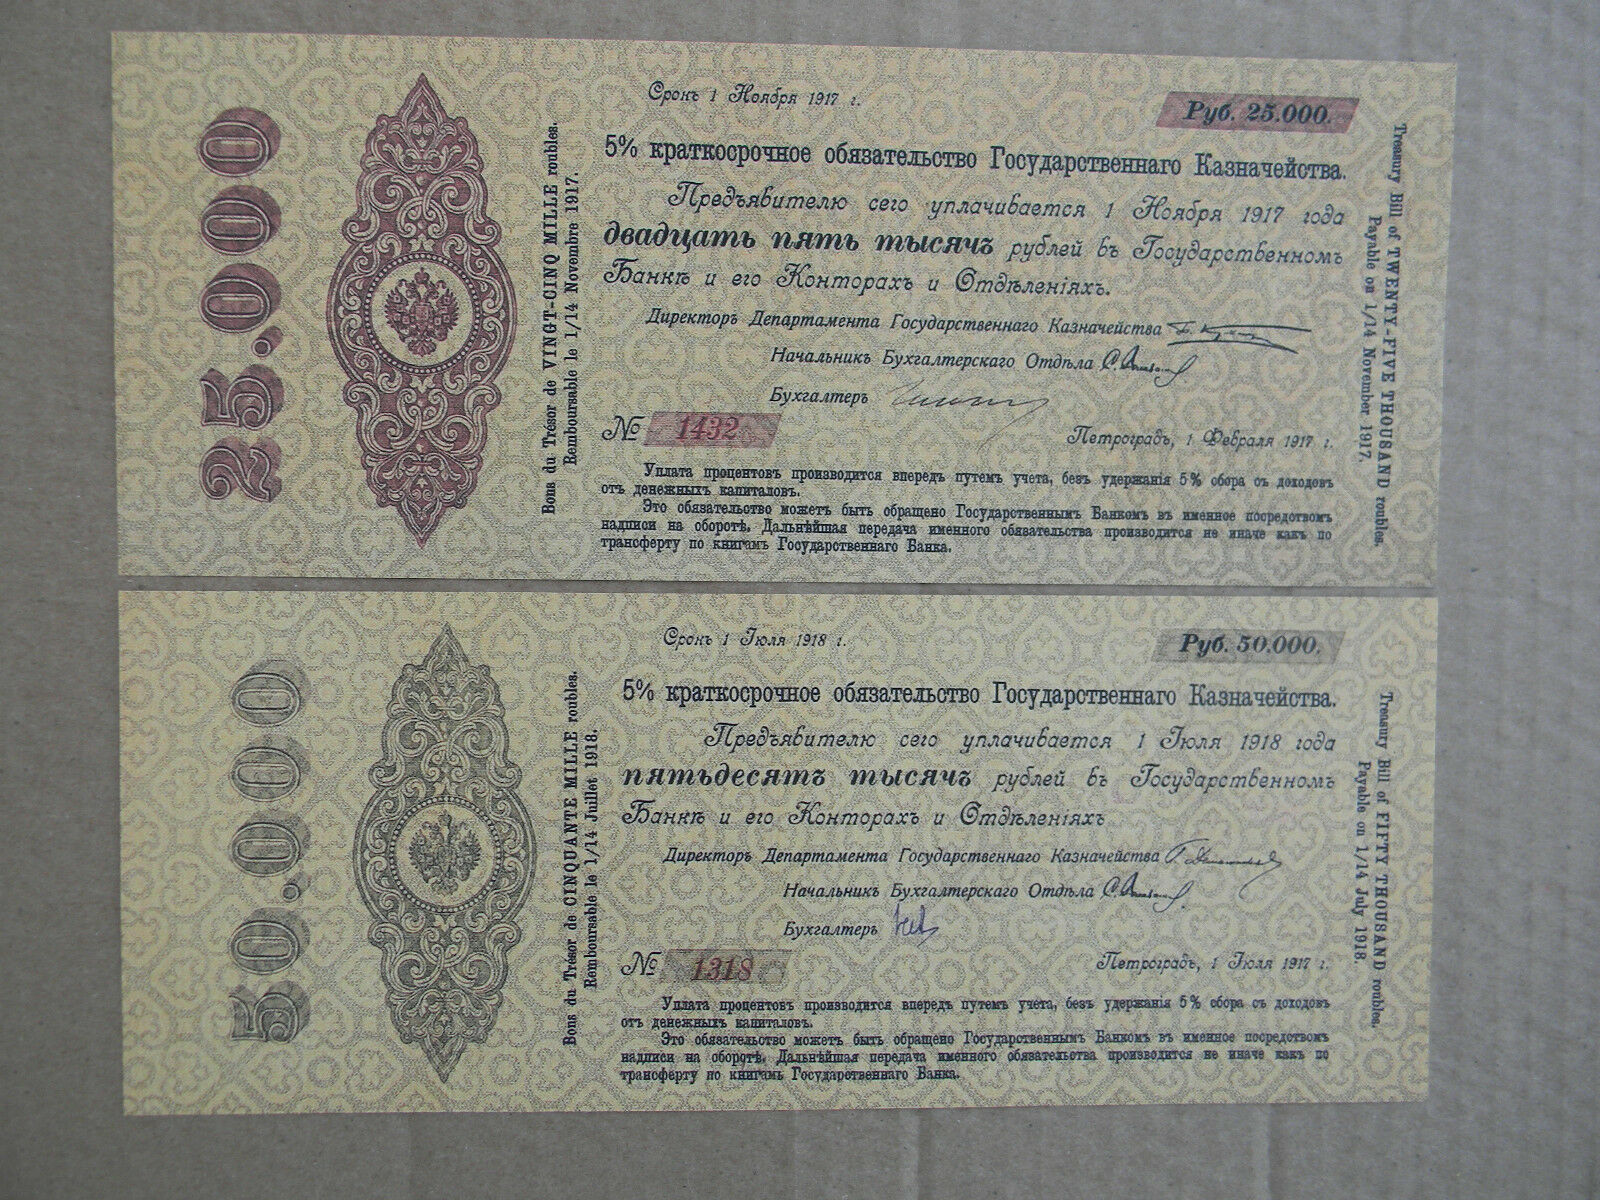 25.000
Bons du Trésor de VINGT-CINQ MILLE roubles.
Remboursable le 1/14 Novembre 1917.
Срокъ 1 Ноября 1917 г.
Руб. 25.000.
5% краткосрочное обязательство Государственнаго Казначейства.
Предъявителю сего уплачивается 1 Ноября 1917 года
двадцать пять тысячъ рублей въ Государственномъ
Банкѣ и его Конторахъ и Отдѣленіяхъ.
Директоръ Департамента Государственнаго Казначейства
Начальникъ Бухгалтерскаго Отдѣла
Бухгалтеръ
№ 1432
Петроградъ, 1 Февраля 1917 г.
Уплата процентовъ производится впередъ путемъ учета, безъ удержанія 5% сбора съ доходовъ
отъ денежныхъ капиталовъ.
Это обязательство можетъ быть обращено Государственнымъ Банкомъ въ именное посредствомъ
надписи на оборотѣ. Дальнѣйшая передача именного обязательства производится не иначе какъ по
трансферту по книгамъ Государственнаго Банка.
Treasury Bill of TWENTY-FIVE THOUSAND roubles.
Payable on 1/14 November 1917.
50.000
Bons du Trésor de CINQUANTE MILLE roubles.
Remboursable le 1/14 Juillet 1918.
Срокъ 1 Іюля 1918 г.
Руб. 50.000.
5% краткосрочное обязательство Государственнаго Казначейства.
Предъявителю сего уплачивается 1 Іюля 1918 года
пятьдесятъ тысячъ рублей въ Государственномъ
Банкѣ и его Конторахъ и Отдѣленіяхъ
Директоръ Департамента Государственнаго Казначейства
Начальникъ Бухгалтерскаго Отдѣла
Бухгалтеръ
№ 1318
Петроградъ, 1 Іюля 1917 г.
Уплата процентовъ производится впередъ путемъ учета, безъ удержанія 5% сбора съ доходовъ
отъ денежныхъ капиталовъ.
Это обязательство можетъ быть обращено Государственнымъ Банкомъ въ именное посредствомъ
надписи на оборотѣ. Дальнѣйшая передача именного обязательства производится не иначе какъ по
трансферту по книгамъ Государственнаго Банка.
Treasury Bill of FIFTY THOUSAND roubles.
Payable on 1/14 July 1918.